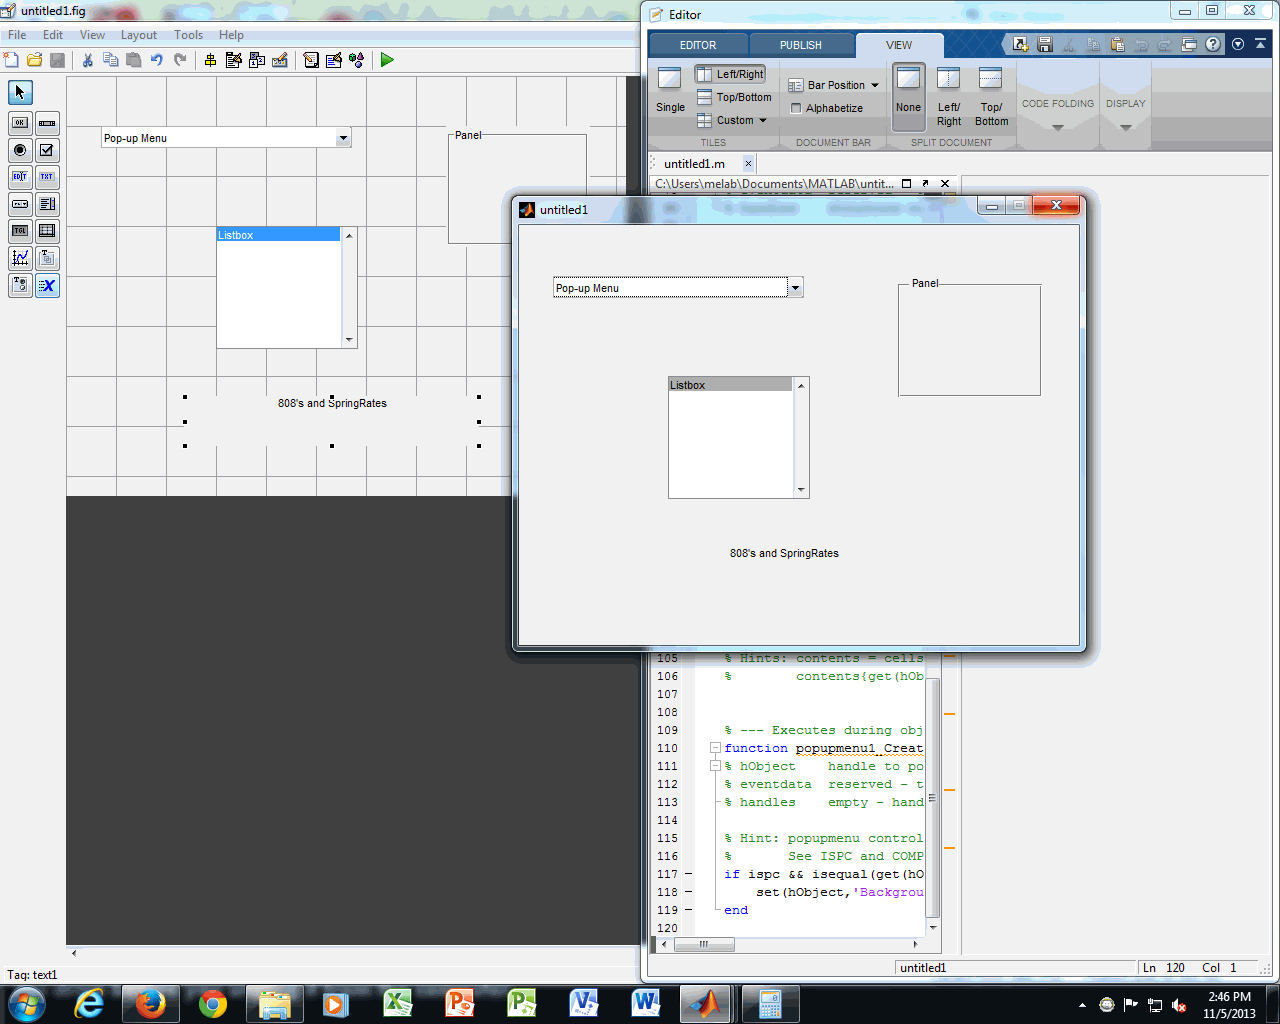 untitled1.fig
File Edit View Layout Tools Help
OK
EDIT TXT
TGL
Pop-up Menu
Panel
Listbox
808's and SpringRates
Tag: text1
Editor
EDITOR PUBLISH VIEW
Single
Left/Right
Top/Bottom
Custom
TILES
Bar Position
Alphabetize
DOCUMENT BAR
None
Left/
Right
Top/
Bottom
SPLIT DOCUMENT
CODE FOLDING
DISPLAY
untitled1.m
C:\Users\melab\Documents\MATLAB\untit...
untitled1
Pop-up Menu
Panel
Listbox
808's and SpringRates
105 % Hints: contents = cells
106 % contents{get(hOb
107
108
109 % --- Executes during obj
110 function popupmenu1_Creat
111 % hObject handle to po
112 % eventdata reserved - t
113 % handles empty - hand
114
115 % Hint: popupmenu control
116 % See ISPC and COMP
117 if ispc && isequal(get(hO
118 set(hObject,'Backgrou
119 end
120
untitled1
Ln 120 Col 1
2:46 PM
11/5/2013